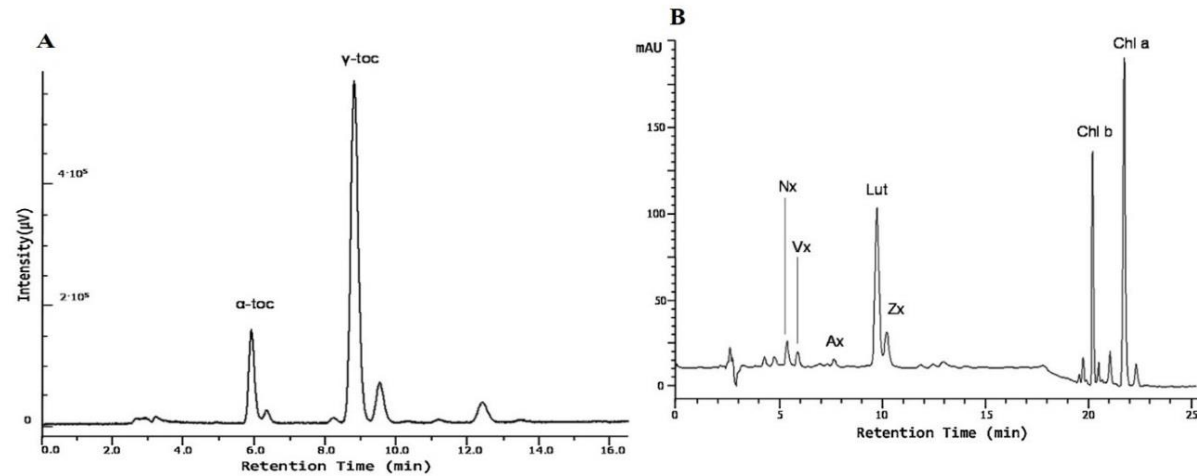 A
γ-toc
4·10⁵
Intensity(µV)
2·10⁵
α-toc
0
0.0 2.0 4.0 6.0 8.0 10.0 12.0 14.0 16.0
Retention Time (min)
B
mAU
Chl a
150
Chl b
Nx
Lut
100
Vx
50
Zx
Ax
0
0 5 10 15 20 25
Retention Time (min)